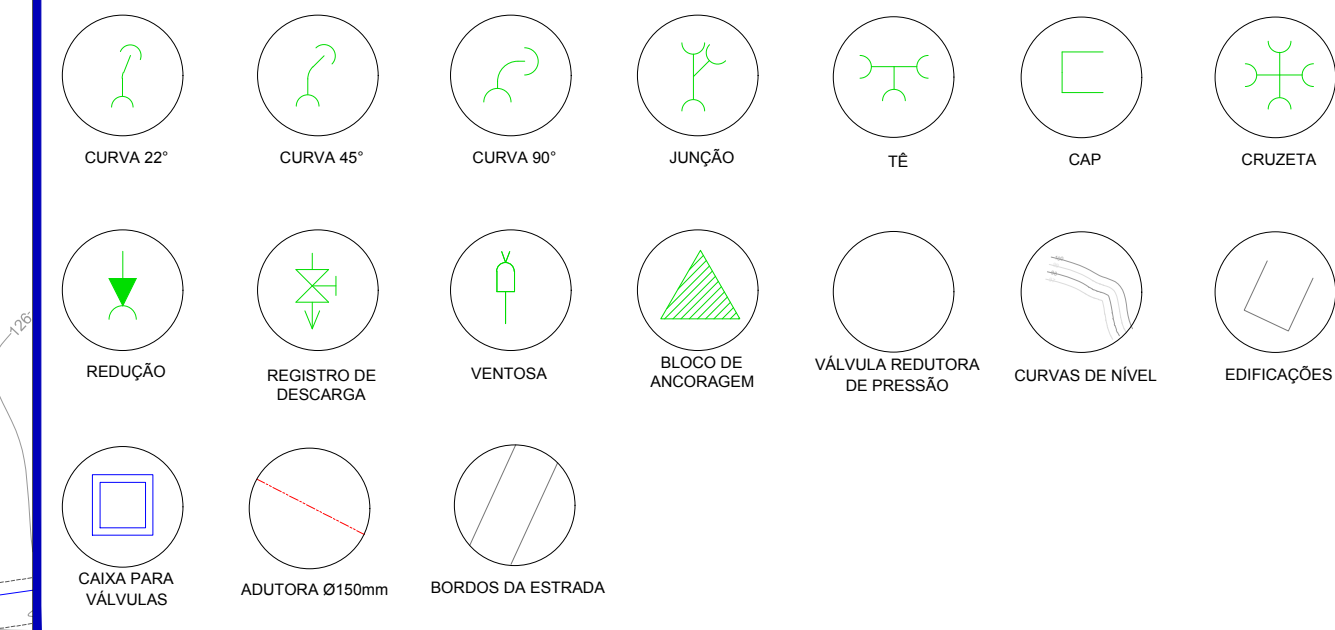 CURVA 22°
CURVA 45°
CURVA 90°
JUNÇÃO
TÊ
CAP
CRUZETA
REDUÇÃO
REGISTRO DE
DESCARGA
VENTOSA
BLOCO DE
ANCORAGEM
VÁLVULA REDUTORA
DE PRESSÃO
CURVAS DE NÍVEL
EDIFICAÇÕES
126
CAIXA PARA
VÁLVULAS
ADUTORA Ø150mm
BORDOS DA ESTRADA